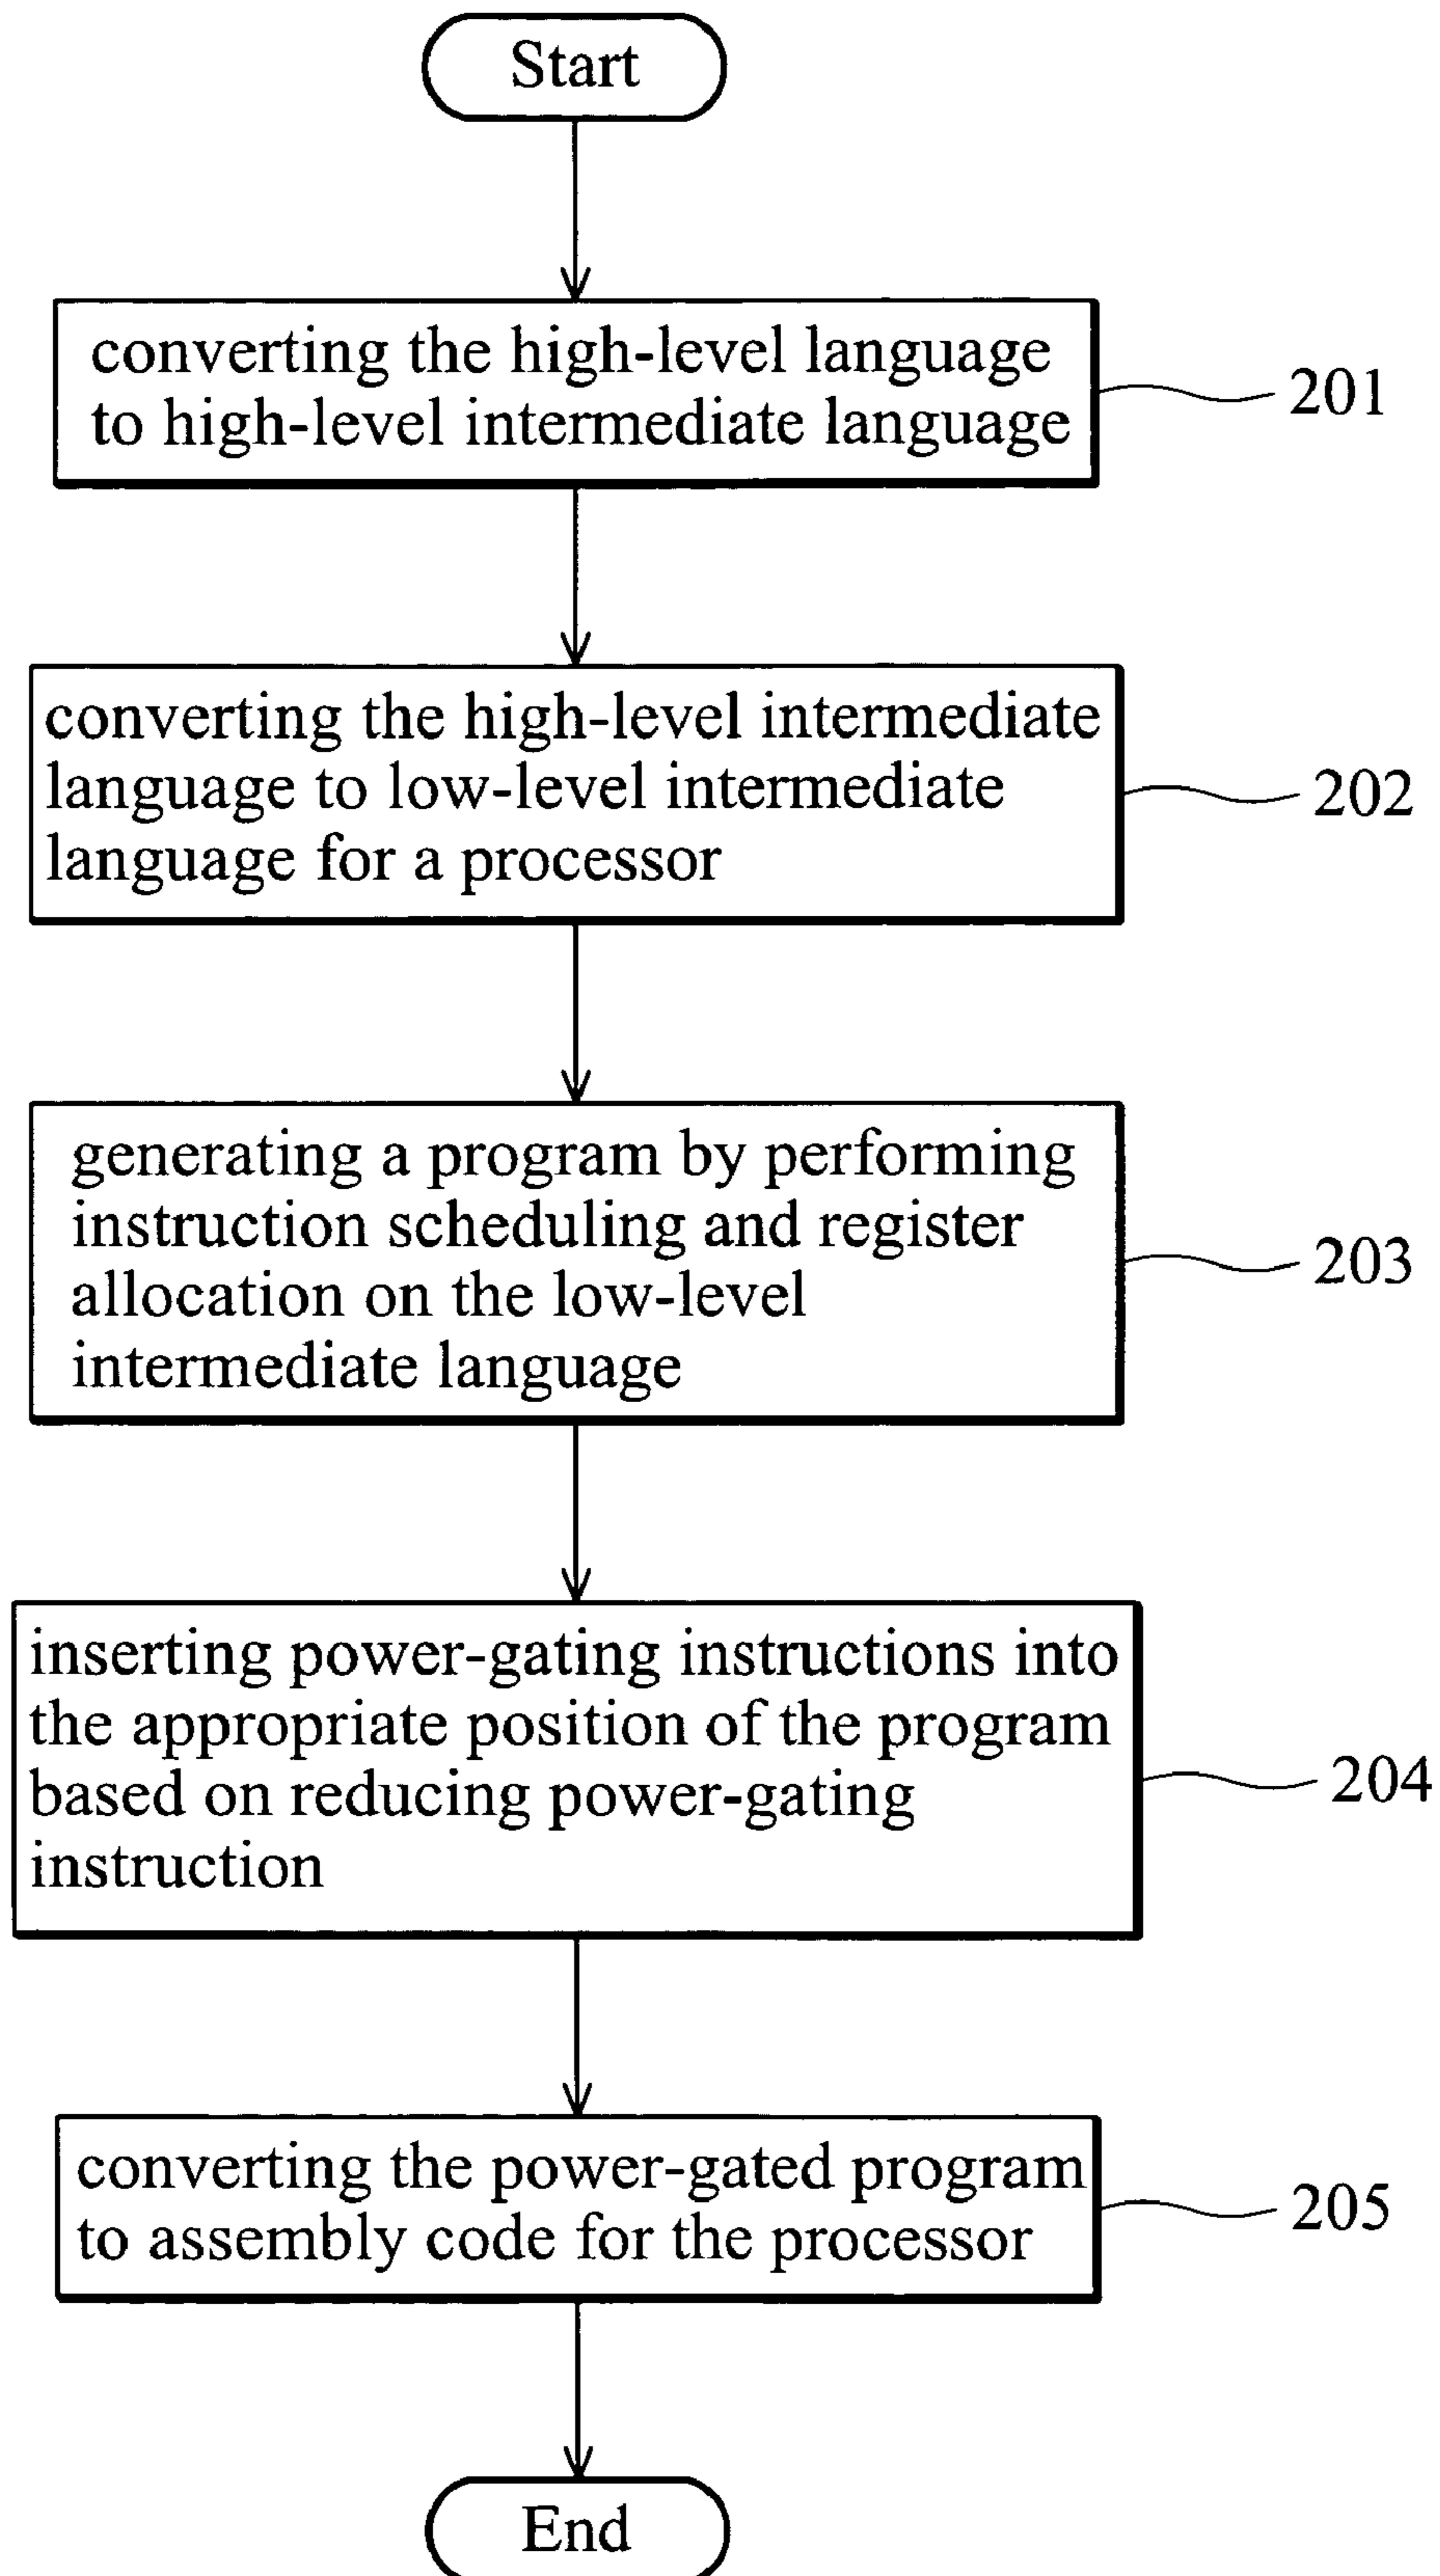 Start
converting the high-level language
to high-level intermediate language
201
converting the high-level intermediate
language to low-level intermediate
language for a processor
202
generating a program by performing
instruction scheduling and register
allocation on the low-level
intermediate language
203
inserting power-gating instructions into
the appropriate position of the program
based on reducing power-gating
instruction
204
converting the power-gated program
to assembly code for the processor
205
End